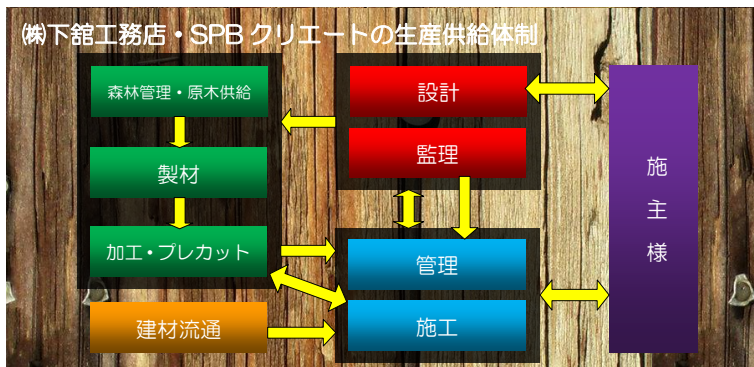 ㈱下舘工務店・SPBクリエートの生産供給体制
森林管理・原木供給
製材
加工・プレカット
建材流通
設計
監理
管理
施工
施主様